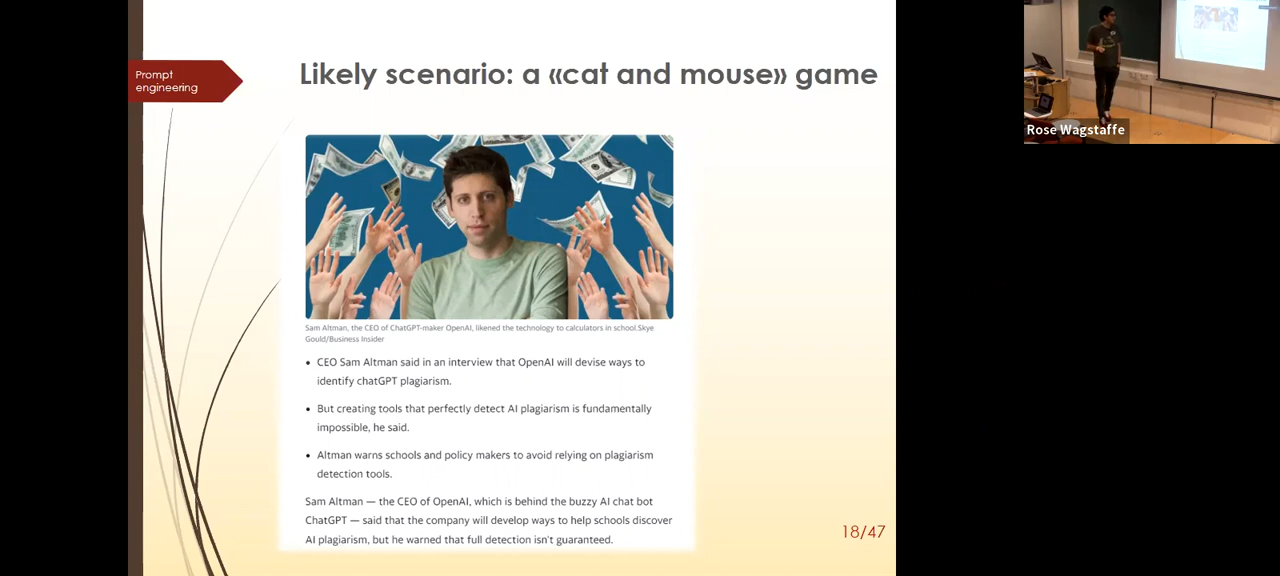 Prompt
engineering
Likely scenario: a «cat and mouse» game
Sam Altman, the CEO of ChatGPT-maker OpenAI, likened the technology to calculators in school.Skye
Gould/Business Insider
• CEO Sam Altman said in an interview that OpenAI will devise ways to
identify chatGPT plagiarism.
• But creating tools that perfectly detect AI plagiarism is fundamentally
impossible, he said.
• Altman warns schools and policy makers to avoid relying on plagiarism
detection tools.
Sam Altman — the CEO of OpenAI, which is behind the buzzy AI chat bot
ChatGPT — said that the company will develop ways to help schools discover
AI plagiarism, but he warned that full detection isn't guaranteed.
18/47
Rose Wagstaffe